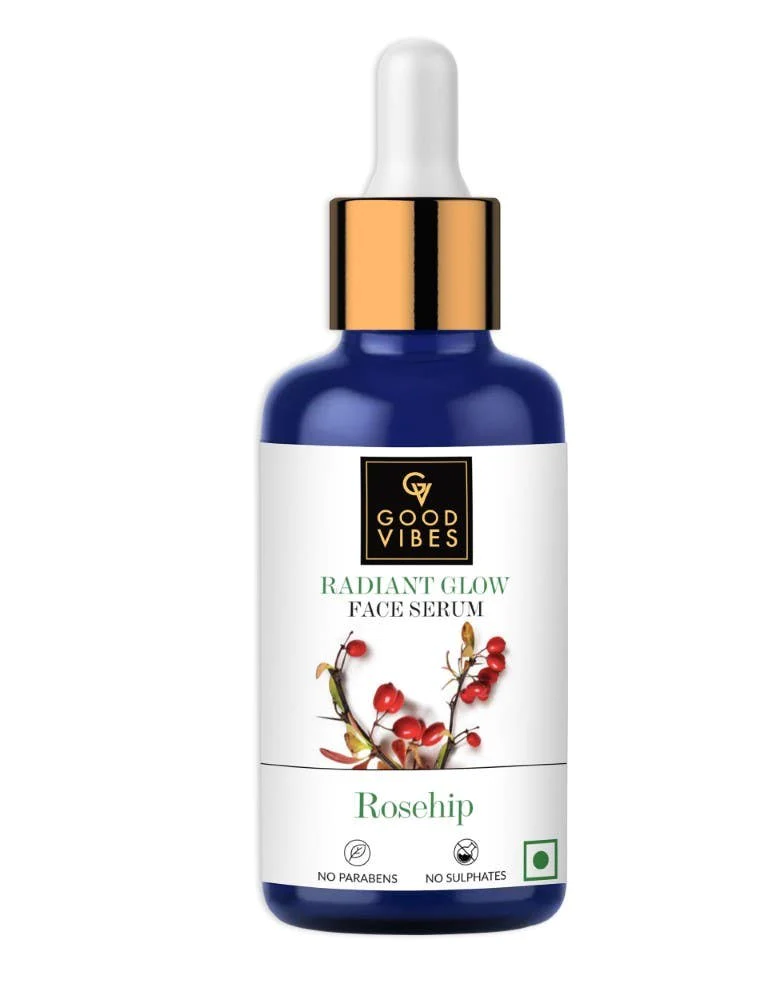 GV
GOOD
VIBES
RADIANT GLOW
FACE SERUM
Rosehip
NO PARABENS
NO SULPHATES